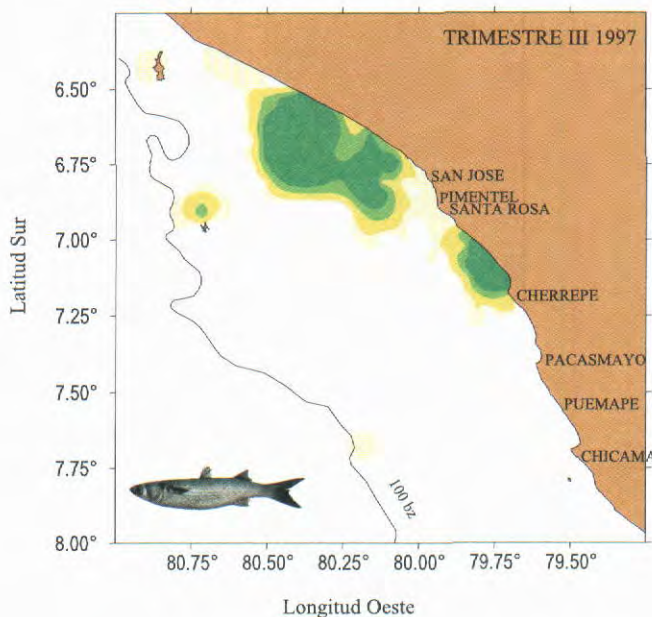 TRIMESTRE III 1997
6.50°
6.75°
7.00°
7.25°
7.50°
7.75°
8.00°
Latitud Sur
SAN JOSE
PIMENTEL
SANTA ROSA
CHERREPE
PACASMAYO
PUEMAPE
CHICAMA
100 bz
80.75°
80.50°
80.25°
80.00°
79.75°
79.50°
Longitud Oeste